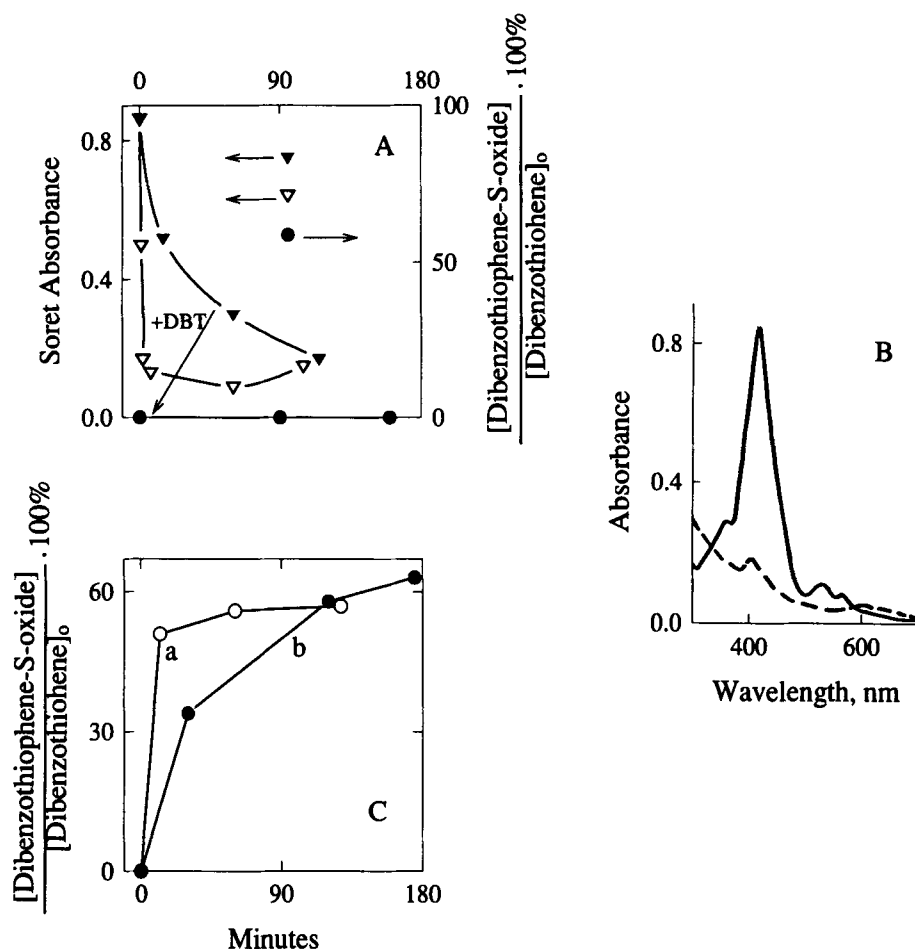 0 90 180
0.8
0.4
0.0
Soret Absorbance
A
+DBT
100
50
0
[Dibenzothiophene-S-oxide] · 100%
[Dibenzothiohene]o
B
0.8
0.4
0.0
Absorbance
400 600
Wavelength, nm
[Dibenzothiophene-S-oxide] · 100%
[Dibenzothiohene]o
60
30
0
a
b
C
0 90 180
Minutes